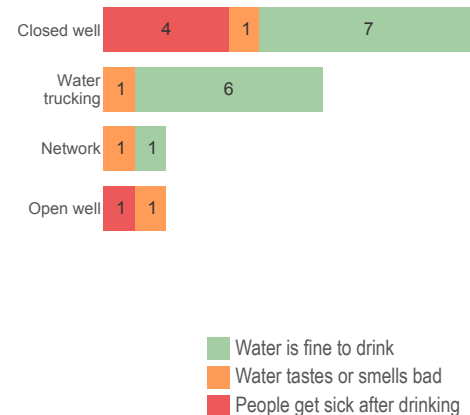 Closed well 4 1 7
Water
trucking 1 6
Network 1 1
Open well 1 1
Water is fine to drink
Water tastes or smells bad
People get sick after drinking